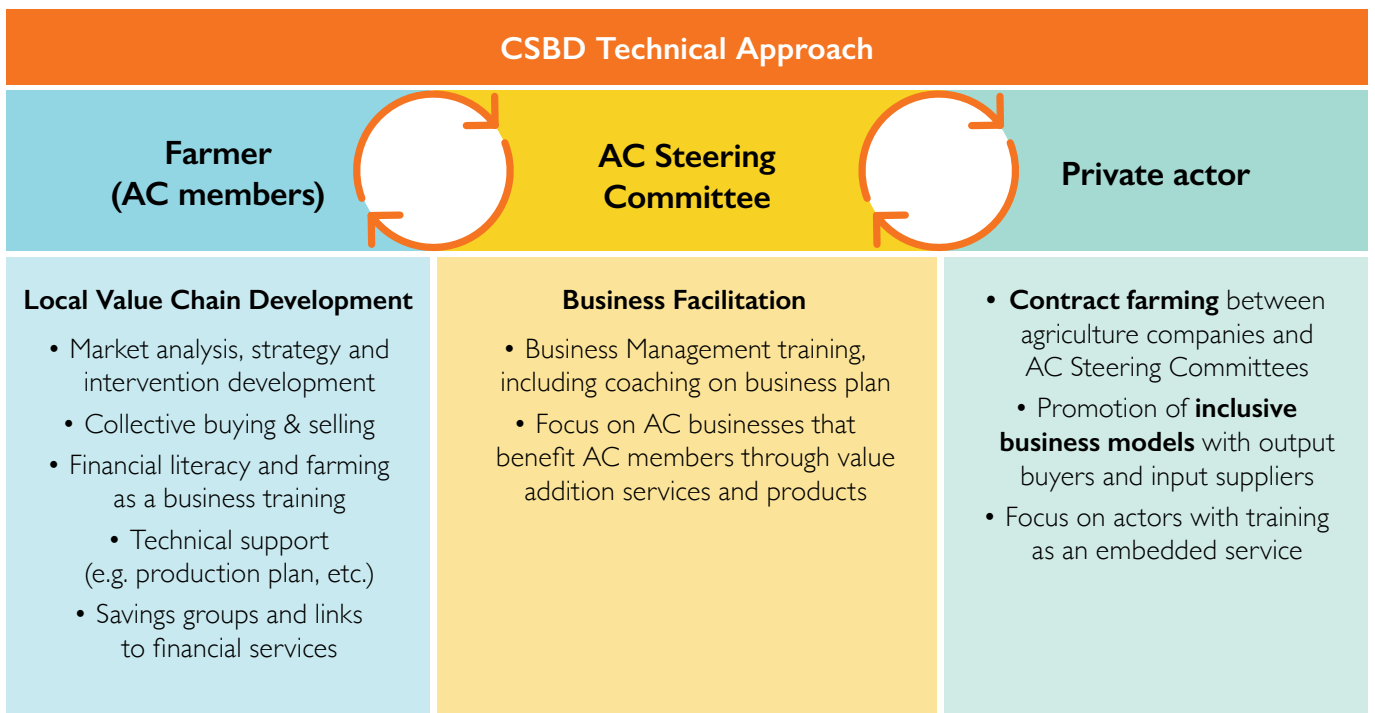 CSBD Technical Approach
Farmer
(AC members)
AC Steering
Committee
Private actor
Local Value Chain Development
• Market analysis, strategy and
intervention development
• Collective buying & selling
• Financial literacy and farming
as a business training
• Technical support
(e.g. production plan, etc.)
• Savings groups and links
to financial services
Business Facilitation
• Business Management training,
including coaching on business plan
• Focus on AC businesses that
benefit AC members through value
addition services and products
• Contract farming between
agriculture companies and
AC Steering Committees
• Promotion of inclusive
business models with output
buyers and input suppliers
• Focus on actors with training
as an embedded service